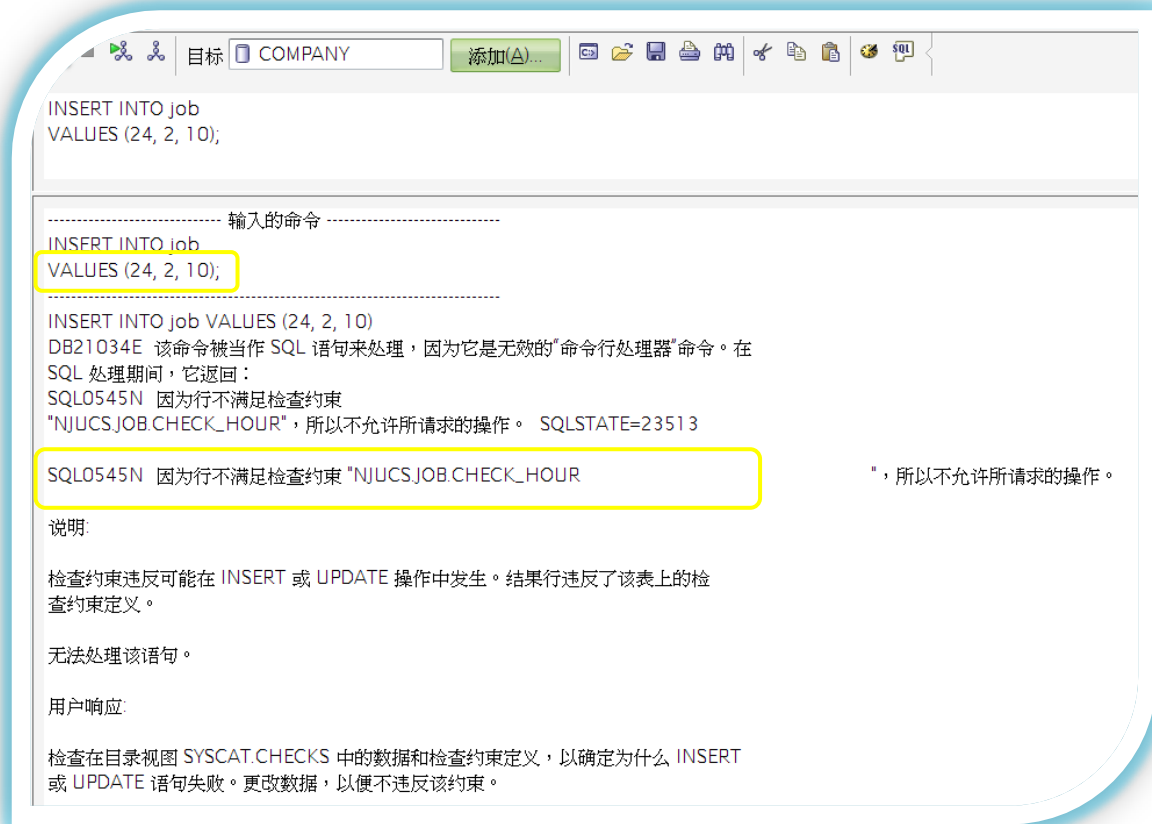 目标 COMPANY 添加(A)... SQL
INSERT INTO job
VALUES (24, 2, 10);
------------------------------ 输入的命令 ------------------------------
INSERT INTO job
VALUES (24, 2, 10);
------------------------------------------------------------------------------
INSERT INTO job VALUES (24, 2, 10)
DB21034E 该命令被当作 SQL 语句来处理，因为它是无效的“命令行处理器”命令。在
SQL 处理期间，它返回：
SQL0545N 因为行不满足检查约束
"NJUCS.JOB.CHECK_HOUR"，所以不允许所请求的操作。 SQLSTATE=23513
SQL0545N 因为行不满足检查约束 "NJUCS.JOB.CHECK_HOUR "，所以不允许所请求的操作。
说明:
检查约束违反可能在 INSERT 或 UPDATE 操作中发生。结果行违反了该表上的检
查约束定义。
无法处理该语句。
用户响应:
检查在目录视图 SYSCAT.CHECKS 中的数据和检查约束定义，以确定为什么 INSERT
或 UPDATE 语句失败。更改数据，以便不违反该约束。